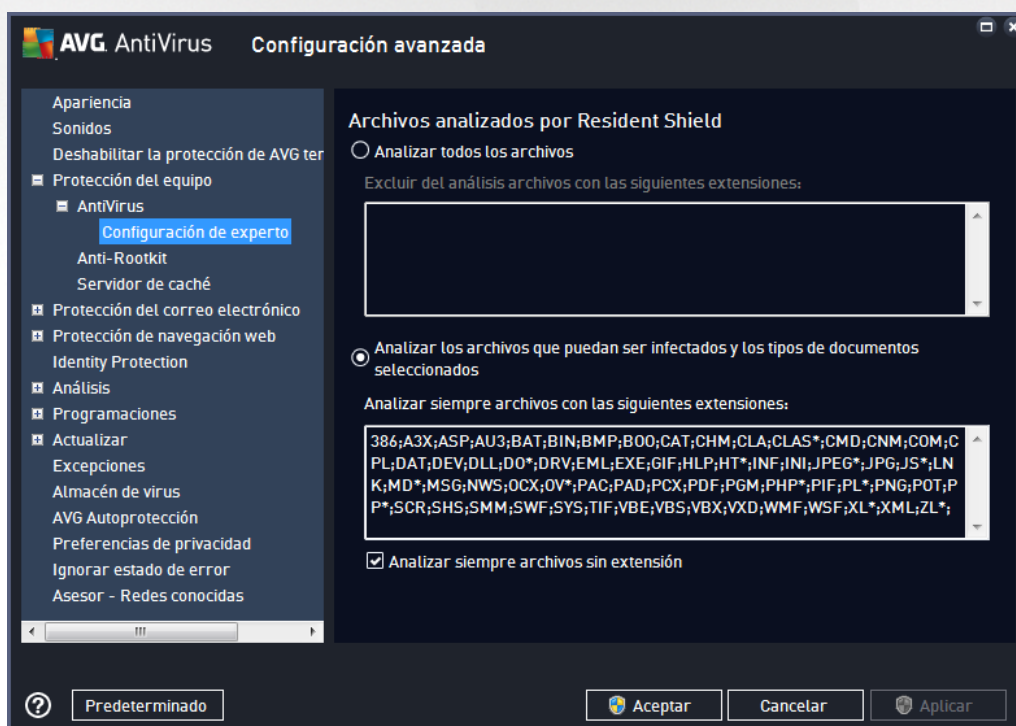 AVG AntiVirus Configuración avanzada
Apariencia
Sonidos
Deshabilitar la protección de AVG ter
Protección del equipo
AntiVirus
Configuración de experto
Anti-Rootkit
Servidor de caché
Protección del correo electrónico
Protección de navegación web
Identity Protection
Análisis
Programaciones
Actualizar
Excepciones
Almacén de virus
AVG Autoprotección
Preferencias de privacidad
Ignorar estado de error
Asesor - Redes conocidas
Archivos analizados por Resident Shield
Analizar todos los archivos
Excluir del análisis archivos con las siguientes extensiones:
Analizar los archivos que puedan ser infectados y los tipos de documentos
seleccionados
Analizar siempre archivos con las siguientes extensiones:
386;A3X;ASP;AU3;BAT;BIN;BMP;BOO;CAT;CHM;CLA;CLAS*;CMD;CNM;COM;C
PL;DAT;DEV;DLL;DO*;DRV;EML;EXE;GIF;HLP;HT*;INF;INI;JPEG*;JPG;JS*;LN
K;MD*;MSG;NWS;OCX;OV*;PAC;PAD;PCX;PDF;PGM;PHP*;PIF;PL*;PNG;POT;P
P*;SCR;SHS;SMM;SWF;SYS;TIF;VBE;VBS;VBX;VXD;WMF;WSF;XL*;XML;ZL*;
Analizar siempre archivos sin extensión
Predeterminado
Aceptar
Cancelar
Aplicar